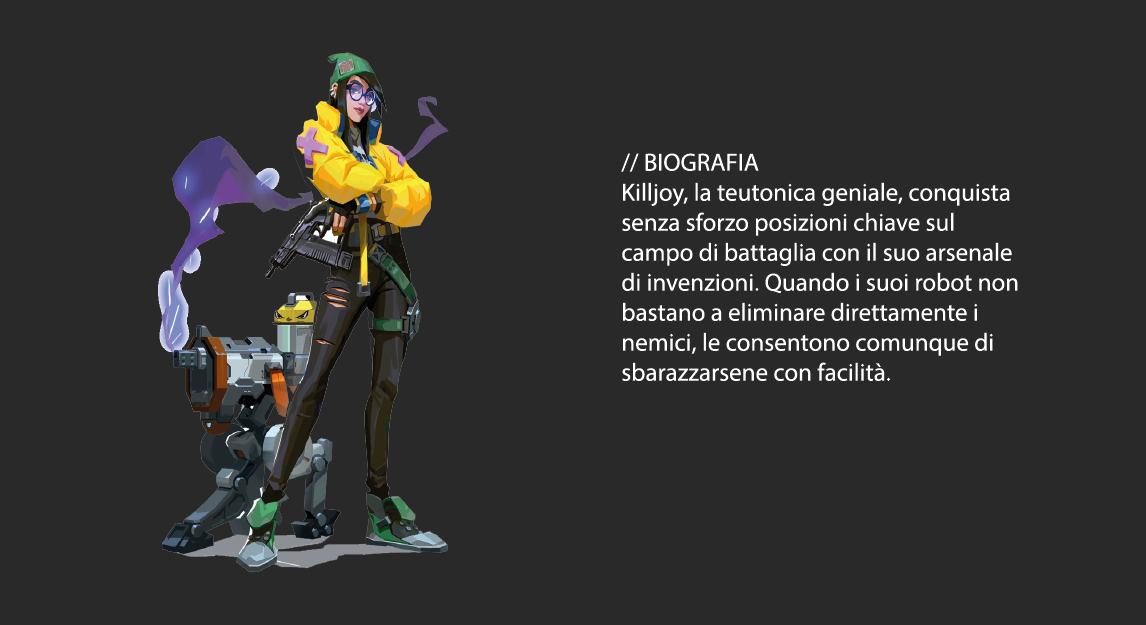 // BIOGRAFIA
Killjoy, la teutonica geniale, conquista
senza sforzo posizioni chiave sul
campo di battaglia con il suo arsenale
di invenzioni. Quando i suoi robot non
bastano a eliminare direttamente i
nemici, le consentono comunque di
sbarazzarsene con facilità.